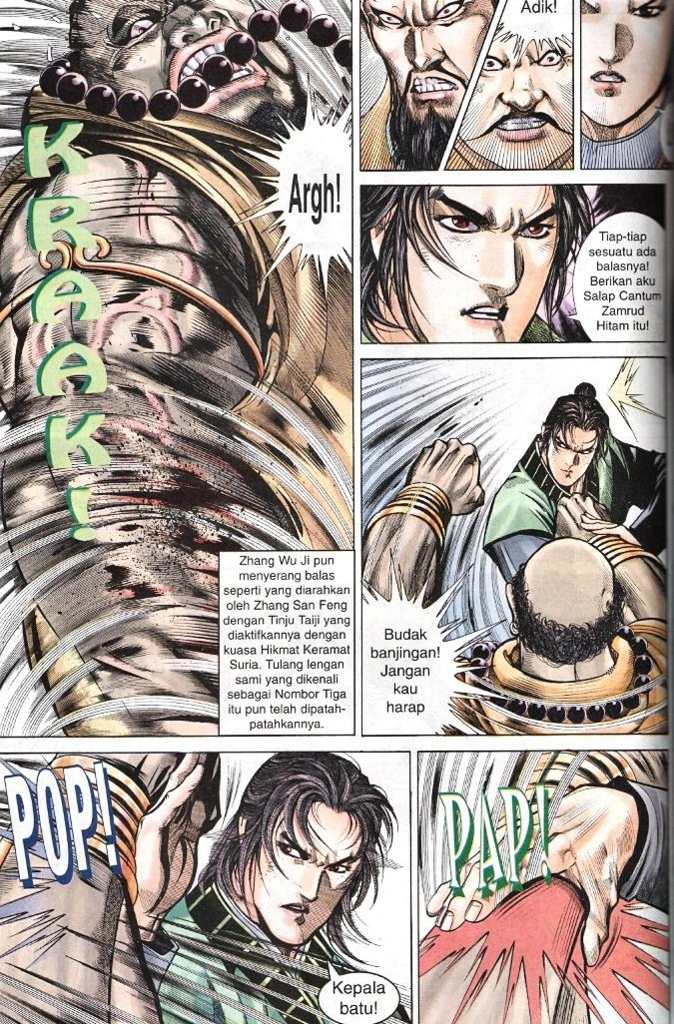 KRAAK!
Argh!
Zhang Wu Ji pun
menyerang balas
seperti yang diarahkan
oleh Zhang San Feng
dengan Tinju Taiji yang
diaktifkannya dengan
kuasa Hikmat Keramat
Suria. Tulang lengan
sami yang dikenali
sebagai Nombor Tiga
itu pun telah dipatah-
patahkannya.
Adik!
Tiap-tiap
sesuatu ada
balasnya!
Berikan aku
Salap Cantum
Zamrud
Hitam itu!
Budak
banjingan!
Jangan
kau
harap
POP!
Kepala
batu!
PAP!